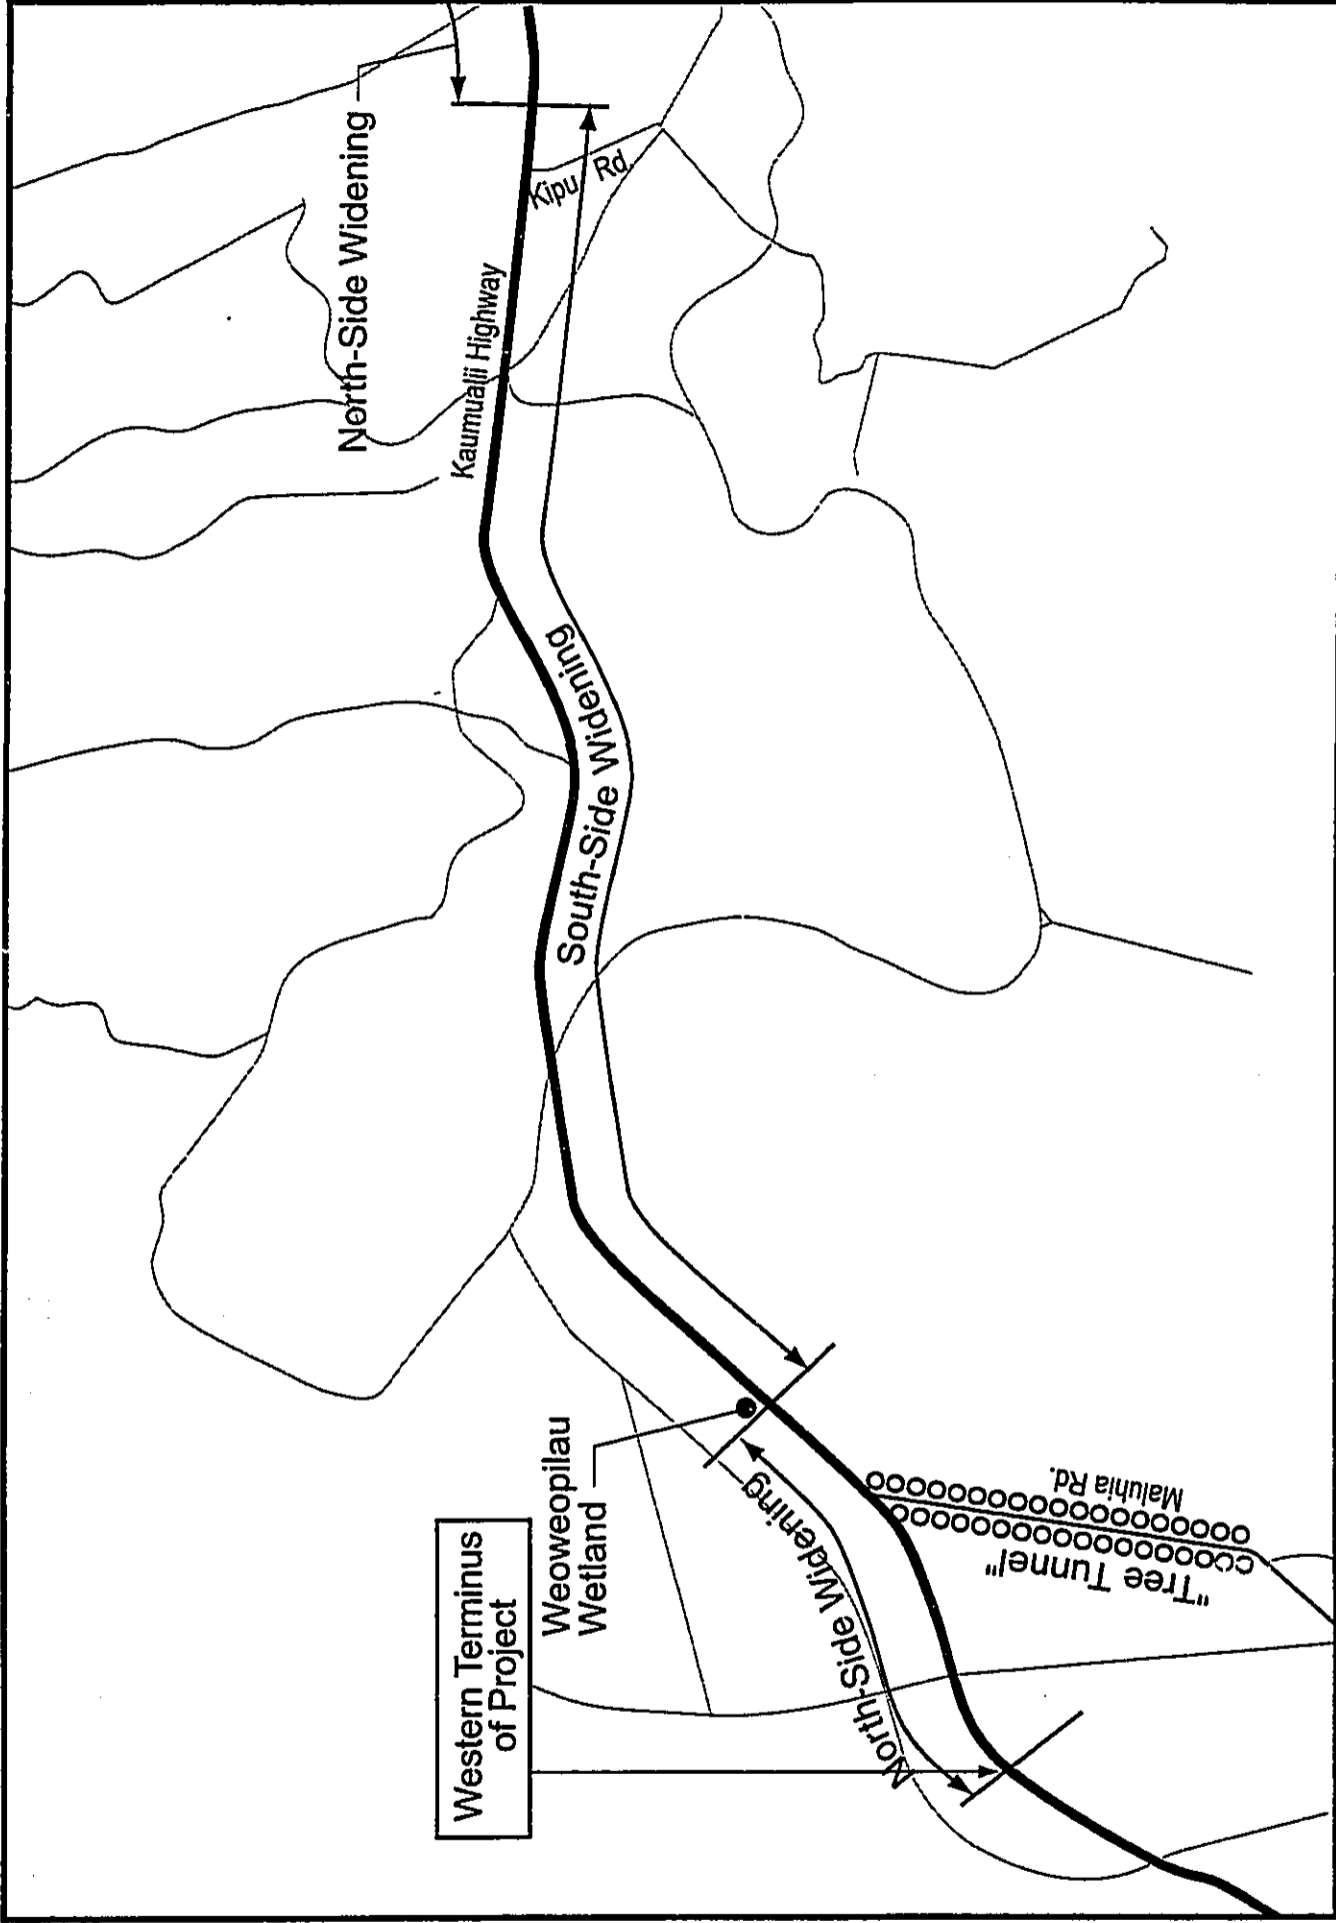 North-Side Widening
Kaumualii Highway
Kipu Rd.
South-Side Widening
Western Terminus
of Project
Weoweopilau
Wetland
North-Side Widening
Maluhia Rd.
"Tree Tunnel"